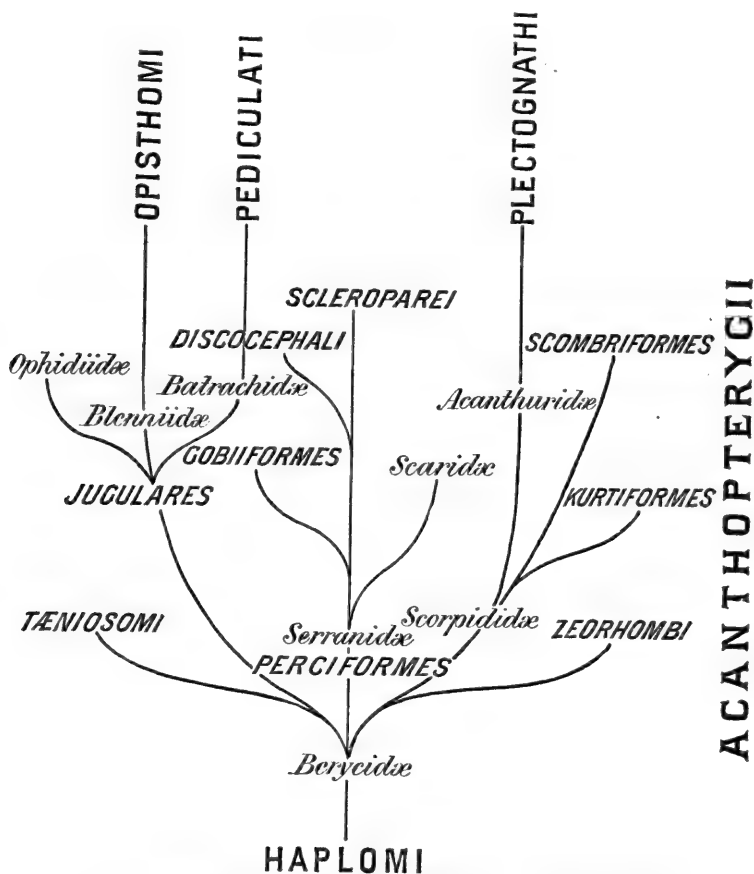 OPISTHOMI
PEDICULATI
PLECTOGNATHI
SCLEROPAREI
DISCOCEPHALI
SCOMBRIFORMES
Ophidiidæ
Batrachidæ
Acanthuridæ
Blenniidæ
GOBIIFORMES
Scaridæ
JUGULARES
KURTIFORMES
TÆNIOSOMI
Serranidæ
Scorpididæ
ZEORHOMBI
PERCIFORMES
Berycidæ
HAPLOMI
ACANTHOPTERYGII